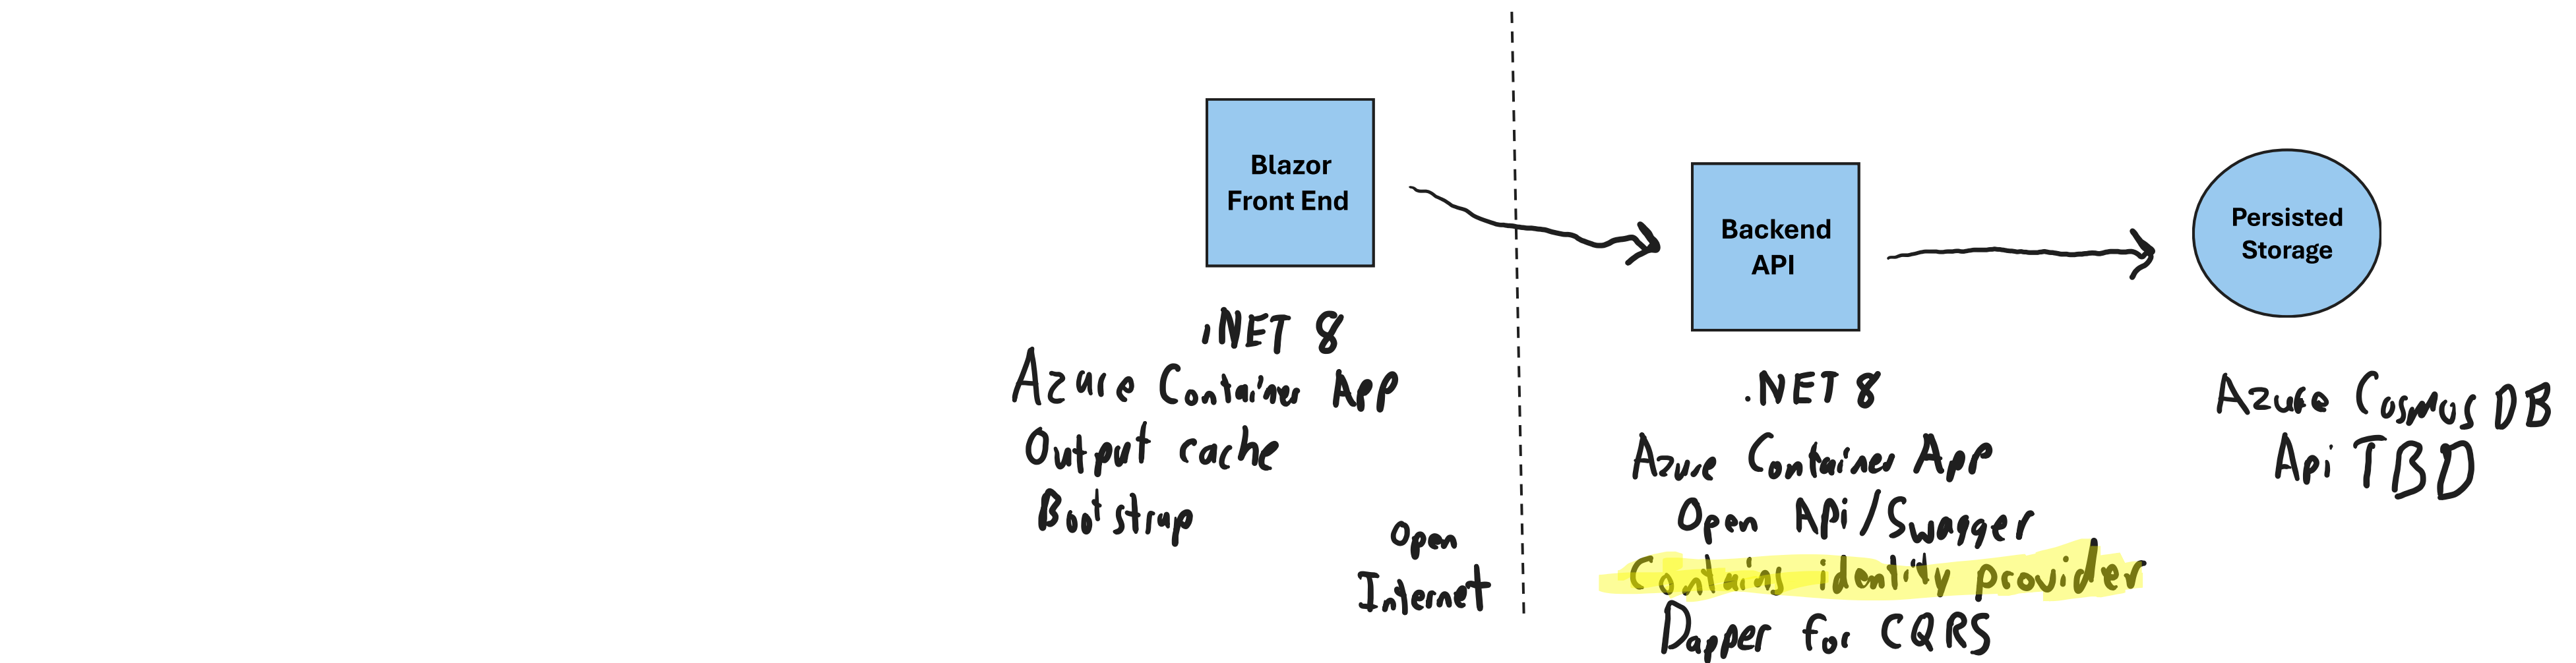 Blazor
Front End
.NET 8
Azure Container App
Output cache
Bootstrap
Open
Internet
Backend
API
.NET 8
Azure Container App
Open Api/Swagger
Contains identity provider
Dapper for CQRS
Persisted
Storage
Azure Cosmos DB
Api TBD